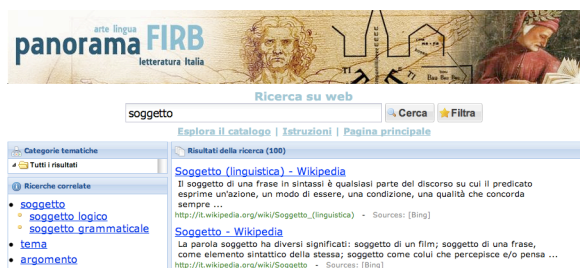 arte lingua
panorama FIRB
letteratura Italia
Ricerca su web
soggetto
Cerca
Filtra
Esplora il catalogo | Istruzioni | Pagina principale
Categorie tematiche
Tutti i risultati
Ricerche correlate
soggetto
soggetto logico
soggetto grammaticale
tema
argomento
Risultati della ricerca (100)
Soggetto (linguistica) - Wikipedia
Il soggetto di una frase in sintassi è qualsiasi parte del discorso su cui il predicato
esprime un'azione, un modo di essere, una condizione, una qualità che concorda
sempre ...
http://it.wikipedia.org/wiki/Soggetto_(linguistica) - Sources: [Bing]
Soggetto - Wikipedia
La parola soggetto ha diversi significati: soggetto di un film; soggetto di una frase,
come elemento sintattico della stessa; soggetto come colui che percepisce e/o pensa ...
http://it.wikipedia.org/wiki/Soggetto - Sources: [Bing]